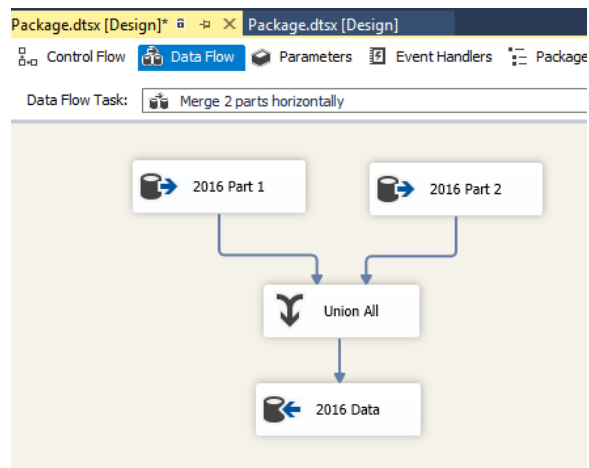 Package.dtsx [Design]* Package.dtsx [Design]
Control Flow Data Flow Parameters Event Handlers Package
Data Flow Task: Merge 2 parts horizontally
2016 Part 1 2016 Part 2
Union All
2016 Data